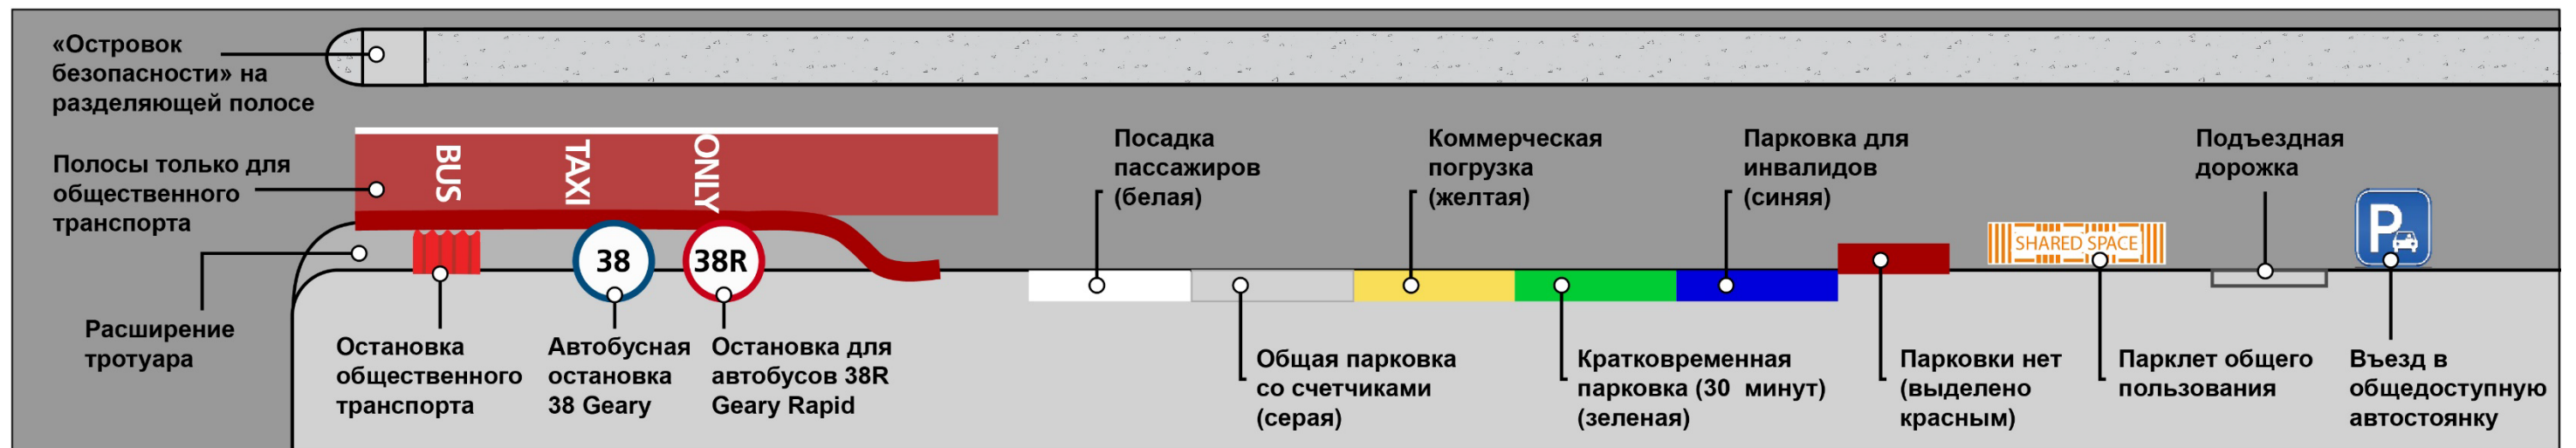 «Островок
безопасности» на
разделяющей полосе
Полосы только для
общественного
транспорта
BUS
TAXI
ONLY
Посадка
пассажиров
(белая)
Коммерческая
погрузка
(желтая)
Парковка для
инвалидов
(синяя)
Подъездная
дорожка
P
38
38R
SHARED SPACE
Расширение
тротуара
Остановка
общественного
транспорта
Автобусная
остановка
38 Geary
Остановка для
автобусов 38R
Geary Rapid
Общая парковка
со счетчиками
(серая)
Кратковременная
парковка (30 минут)
(зеленая)
Парковки нет
(выделено
красным)
Парклет общего
пользования
Въезд в
общедоступную
автостоянку